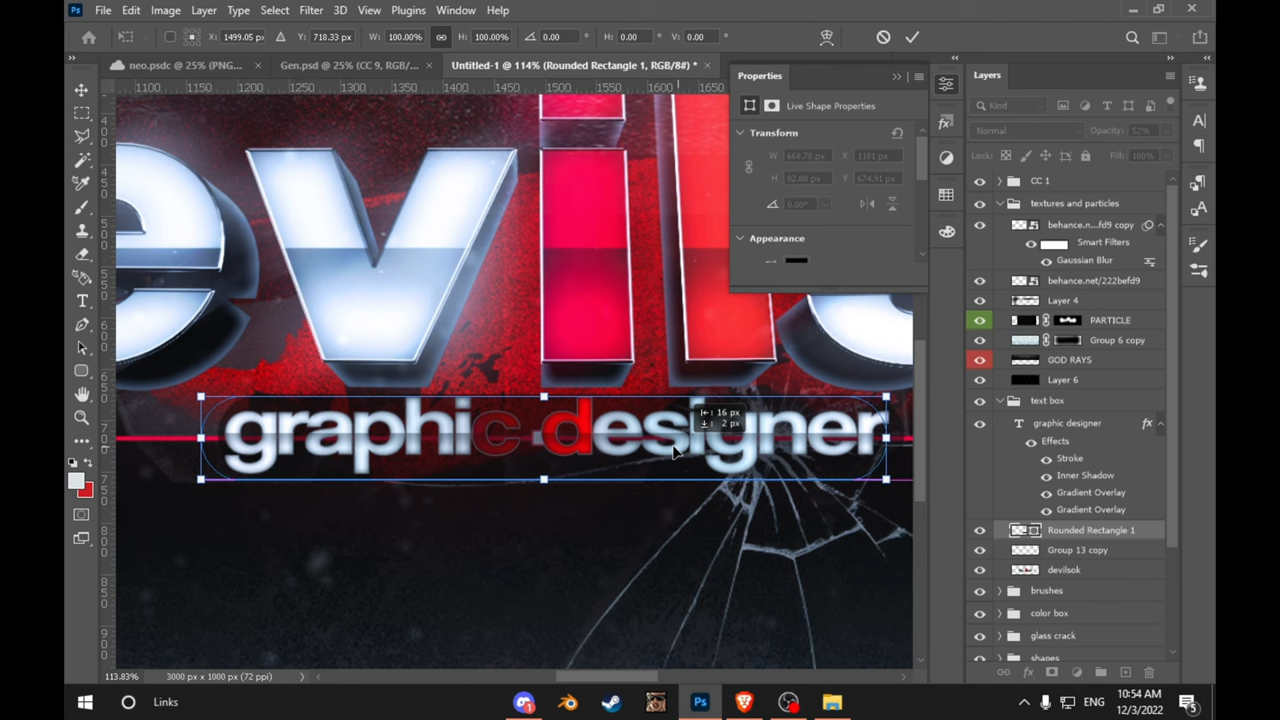 File Edit Image Layer Type Select Filter 3D View Plugins Window Help
X: 1499.05 px Y: 718.33 px W: 100.00% H: 100.00% 0.00 ° H: 0.00 ° V: 0.00 °
neo.psdc @ 25% (PNG... × Gen.psd @ 25% (CC 9, RGB/... × Untitled-1 @ 114% (Rounded Rectangle 1, RGB/8#) * ×
1100 1150 1200 1250 1300 1350 1400 1450 1500 1550 1600 1650
evil
graphic designer
16 px
2 px
Properties
Live Shape Properties
Transform
W 668.70 px X 1181 px
H 82.08 px Y 674.91 px
0.00°
Appearance
Layers
Kind
Normal Opacity: 52%
Lock: Fill: 100%
CC 1
textures and particles
behance.n...fd9 copy
Smart Filters
Gaussian Blur
behance.net/222befd9
Layer 4
PARTICLE
Group 6 copy
GOD RAYS
Layer 6
text box
graphic designer fx
Effects
Stroke
Inner Shadow
Gradient Overlay
Gradient Overlay
Rounded Rectangle 1
Group 13 copy
devilsok
brushes
color box
glass crack
shapes
113.83% 3000 px x 1000 px (72 ppi)
Links
ENG
10:54 AM
12/3/2022